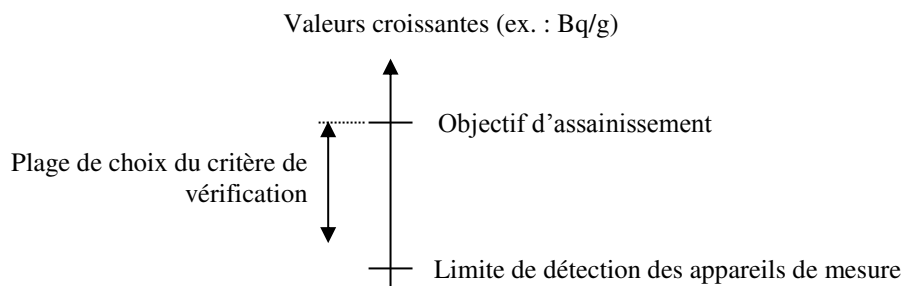 Valeurs croissantes (ex. : Bq/g)
Objectif d’assainissement
Plage de choix du critère de
vérification
Limite de détection des appareils de mesure